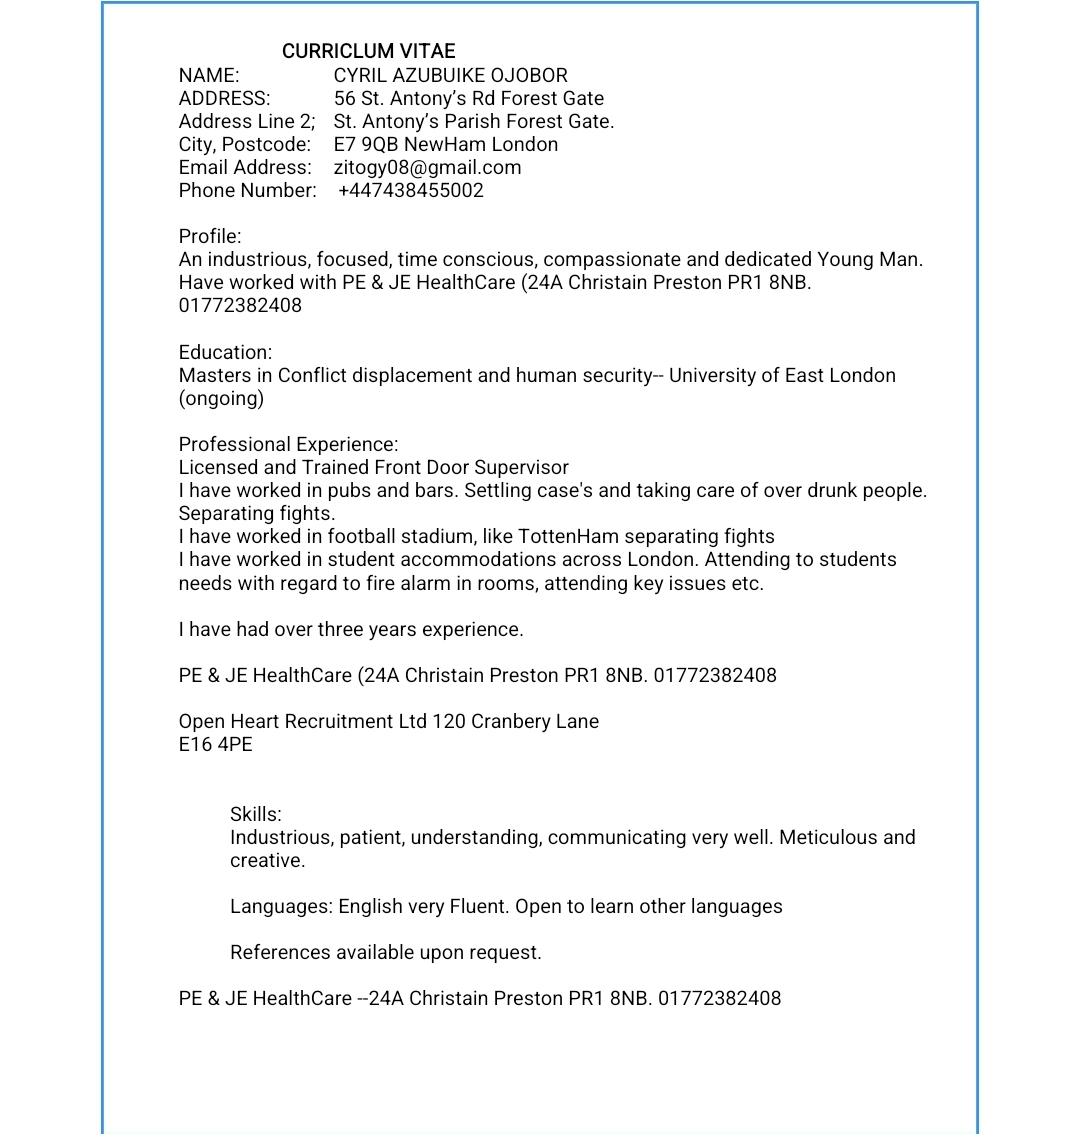 CURRICLUM VITAE
NAME: CYRIL AZUBUIKE OJOBOR
ADDRESS: 56 St. Antony’s Rd Forest Gate
Address Line 2; St. Antony’s Parish Forest Gate.
City, Postcode: E7 9QB NewHam London
Email Address: zitogy08@gmail.com
Phone Number: +447438455002
Profile:
An industrious, focused, time conscious, compassionate and dedicated Young Man.
Have worked with PE & JE HealthCare (24A Christain Preston PR1 8NB.
01772382408
Education:
Masters in Conflict displacement and human security-- University of East London
(ongoing)
Professional Experience:
Licensed and Trained Front Door Supervisor
I have worked in pubs and bars. Settling case's and taking care of over drunk people.
Separating fights.
I have worked in football stadium, like TottenHam separating fights
I have worked in student accommodations across London. Attending to students
needs with regard to fire alarm in rooms, attending key issues etc.
I have had over three years experience.
PE & JE HealthCare (24A Christain Preston PR1 8NB. 01772382408
Open Heart Recruitment Ltd 120 Cranbery Lane
E16 4PE
Skills:
Industrious, patient, understanding, communicating very well. Meticulous and
creative.
Languages: English very Fluent. Open to learn other languages
References available upon request.
PE & JE HealthCare --24A Christain Preston PR1 8NB. 01772382408